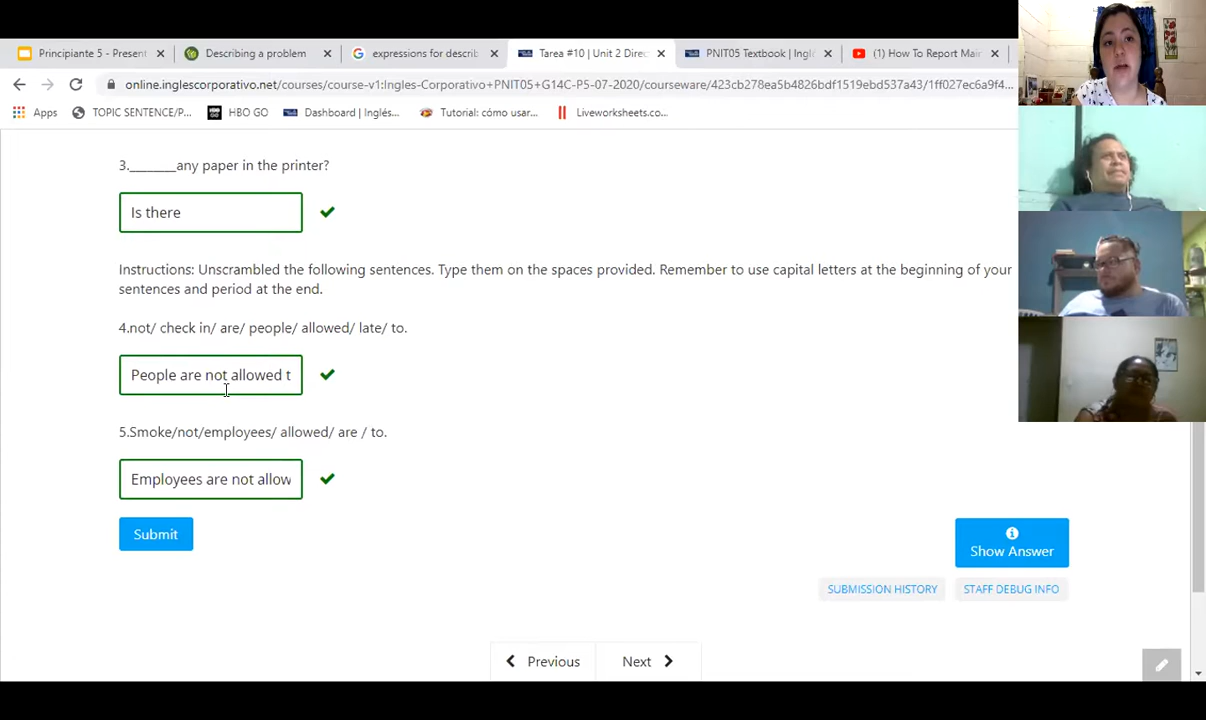 Principiante 5 - Present
Describing a problem
expressions for describ
Tarea #10 | Unit 2 Direc
PNIT05 Textbook | Ingl
(1) How To Report Main
online.inglescorporativo.net/courses/course-v1:Ingles-Corporativo+PNIT05+G14C-P5-07-2020/courseware/423cb278ea5b4826bdf1519ebd537a43/1ff027ec6a9f4...
Apps
TOPIC SENTENCE/P...
HBO GO
Dashboard | Inglés...
Tutorial: cómo usar...
Liveworksheets.co...
3.________any paper in the printer?
Is there
Instructions: Unscrambled the following sentences. Type them on the spaces provided. Remember to use capital letters at the beginning of your
sentences and period at the end.
4.not/ check in/ are/ people/ allowed/ late/ to.
People are not allowed t
5.Smoke/not/employees/ allowed/ are / to.
Employees are not allow
Submit
Show Answer
SUBMISSION HISTORY
STAFF DEBUG INFO
Previous
Next